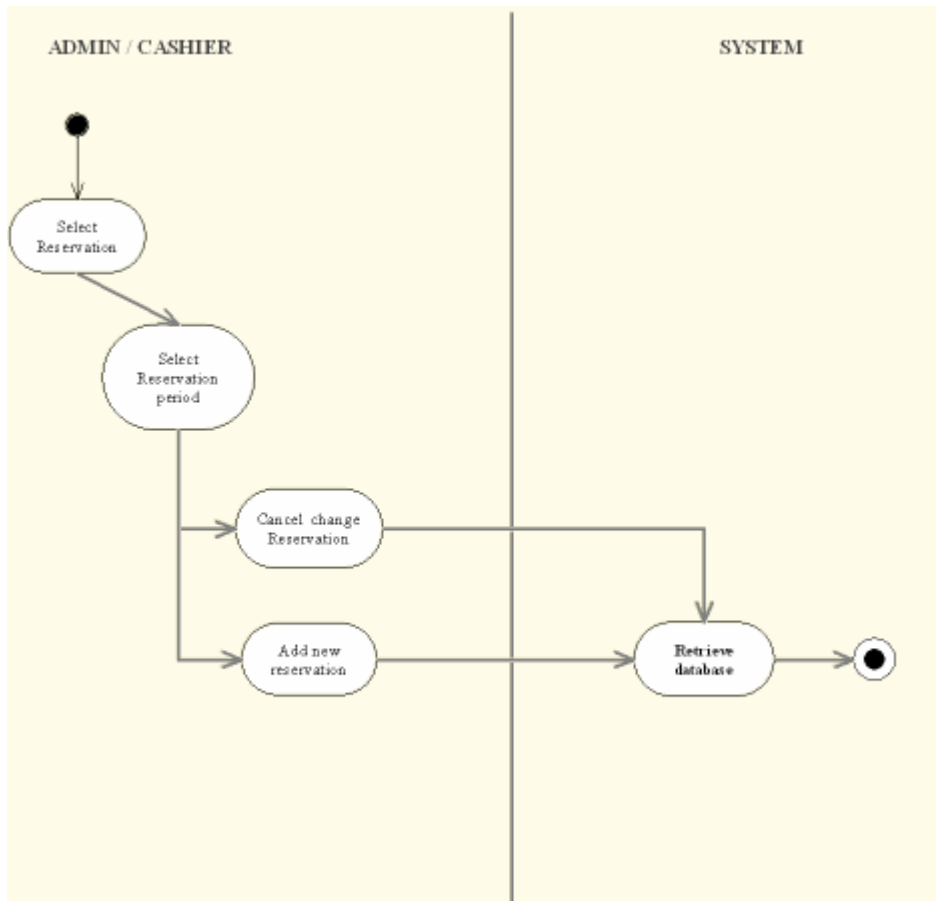 ADMIN / CASHIER
SYSTEM
Select
Reservation
Select
Reservation
period
Cancel change
Reservation
Add new
reservation
Retrieve
database